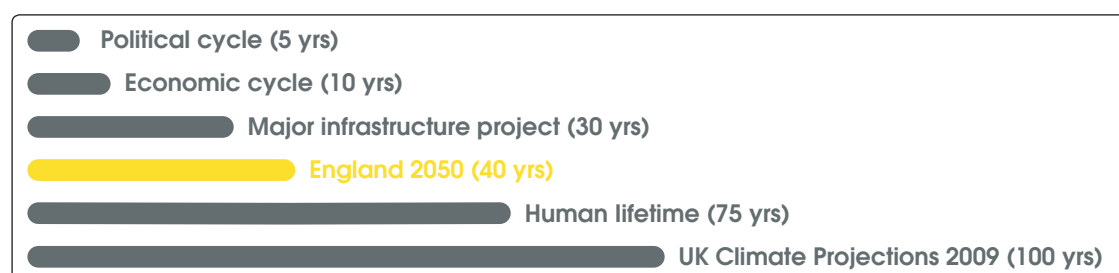 Political cycle (5 yrs)
Economic cycle (10 yrs)
Major infrastructure project (30 yrs)
England 2050 (40 yrs)
Human lifetime (75 yrs)
UK Climate Projections 2009 (100 yrs)